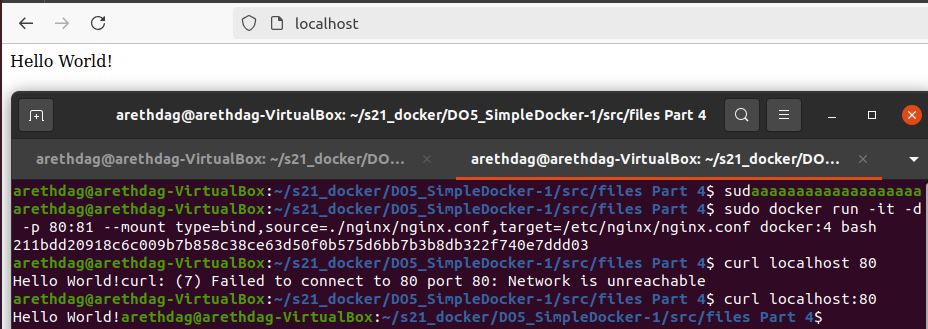 localhost
Hello World!
arethdag@arethdag-VirtualBox: ~/s21_docker/DO5_SimpleDocker-1/src/files Part 4
arethdag@arethdag-VirtualBox: ~/s21_docker/DO... × arethdag@arethdag-VirtualBox: ~/s21_docker/DO... ×
arethdag@arethdag-VirtualBox:~/s21_docker/DO5_SimpleDocker-1/src/files Part 4$ sudaaaaaaaaaaaaaaaaaaa
arethdag@arethdag-VirtualBox:~/s21_docker/DO5_SimpleDocker-1/src/files Part 4$ sudo docker run -it -d
-p 80:81 --mount type=bind,source=./nginx/nginx.conf,target=/etc/nginx/nginx.conf docker:4 bash
211bdd20918c6c009b7b858c38ce63d50f0b575d6bb7b3b8db322f740e7ddd03
arethdag@arethdag-VirtualBox:~/s21_docker/DO5_SimpleDocker-1/src/files Part 4$ curl localhost 80
Hello World!curl: (7) Failed to connect to 80 port 80: Network is unreachable
arethdag@arethdag-VirtualBox:~/s21_docker/DO5_SimpleDocker-1/src/files Part 4$ curl localhost:80
Hello World!arethdag@arethdag-VirtualBox:~/s21_docker/DO5_SimpleDocker-1/src/files Part 4$